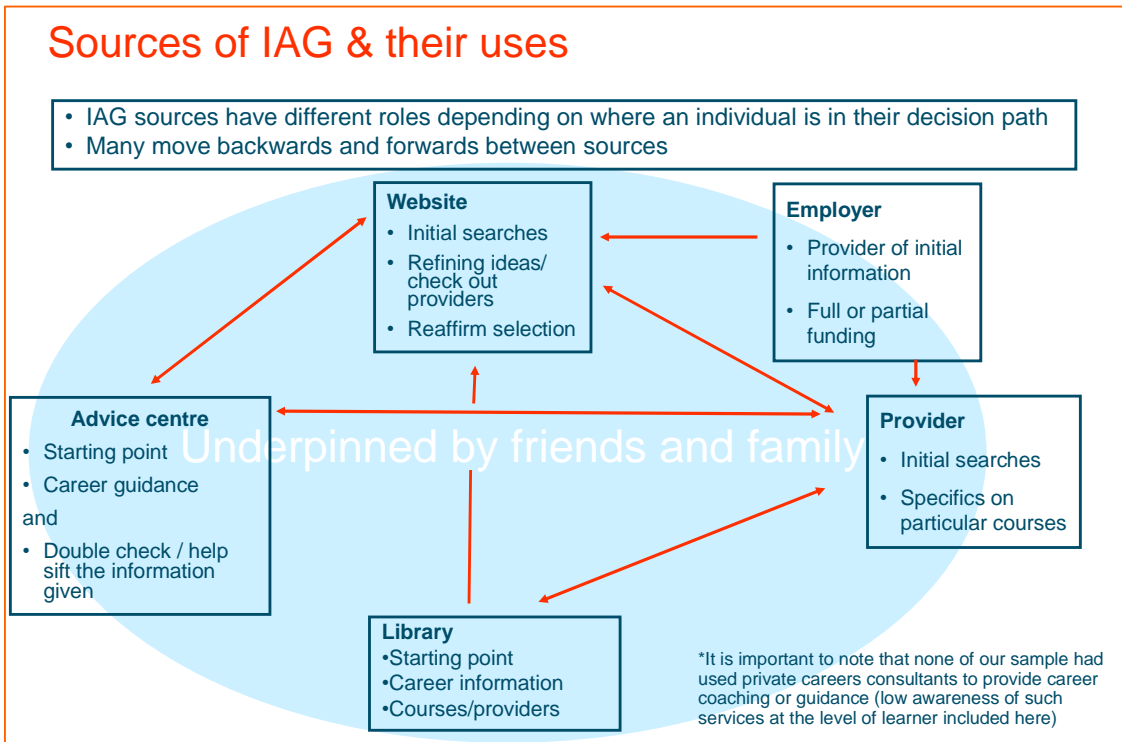 Sources of IAG & their uses
• IAG sources have different roles depending on where an individual is in their decision path
• Many move backwards and forwards between sources
Website
• Initial searches
• Refining ideas/
check out
providers
• Reaffirm selection
Employer
• Provider of initial
information
• Full or partial
funding
Advice centre
• Starting point
• Career guidance
and
• Double check / help
sift the information
given
Underpinned by friends and family
Provider
• Initial searches
• Specifics on
particular courses
Library
•Starting point
•Career information
•Courses/providers
*It is important to note that none of our sample had
used private careers consultants to provide career
coaching or guidance (low awareness of such
services at the level of learner included here)